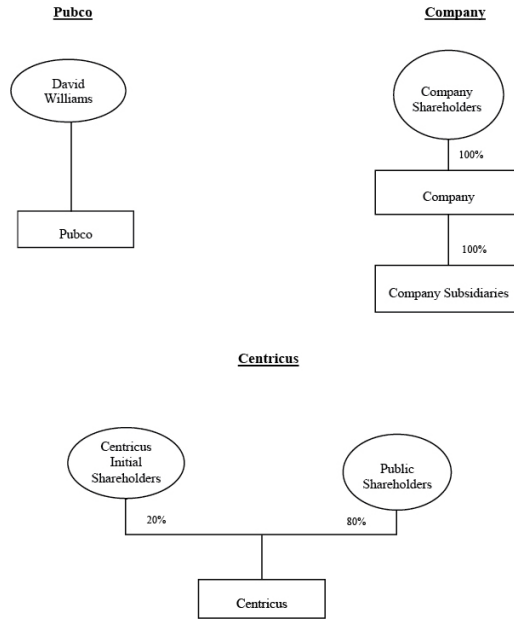 Pubco
Company
David
Williams
Company
Shareholders
100%
Company
Pubco
100%
Company Subsidiaries
Centricus
Centricus
Initial
Shareholders
Public
Shareholders
20%
80%
Centricus